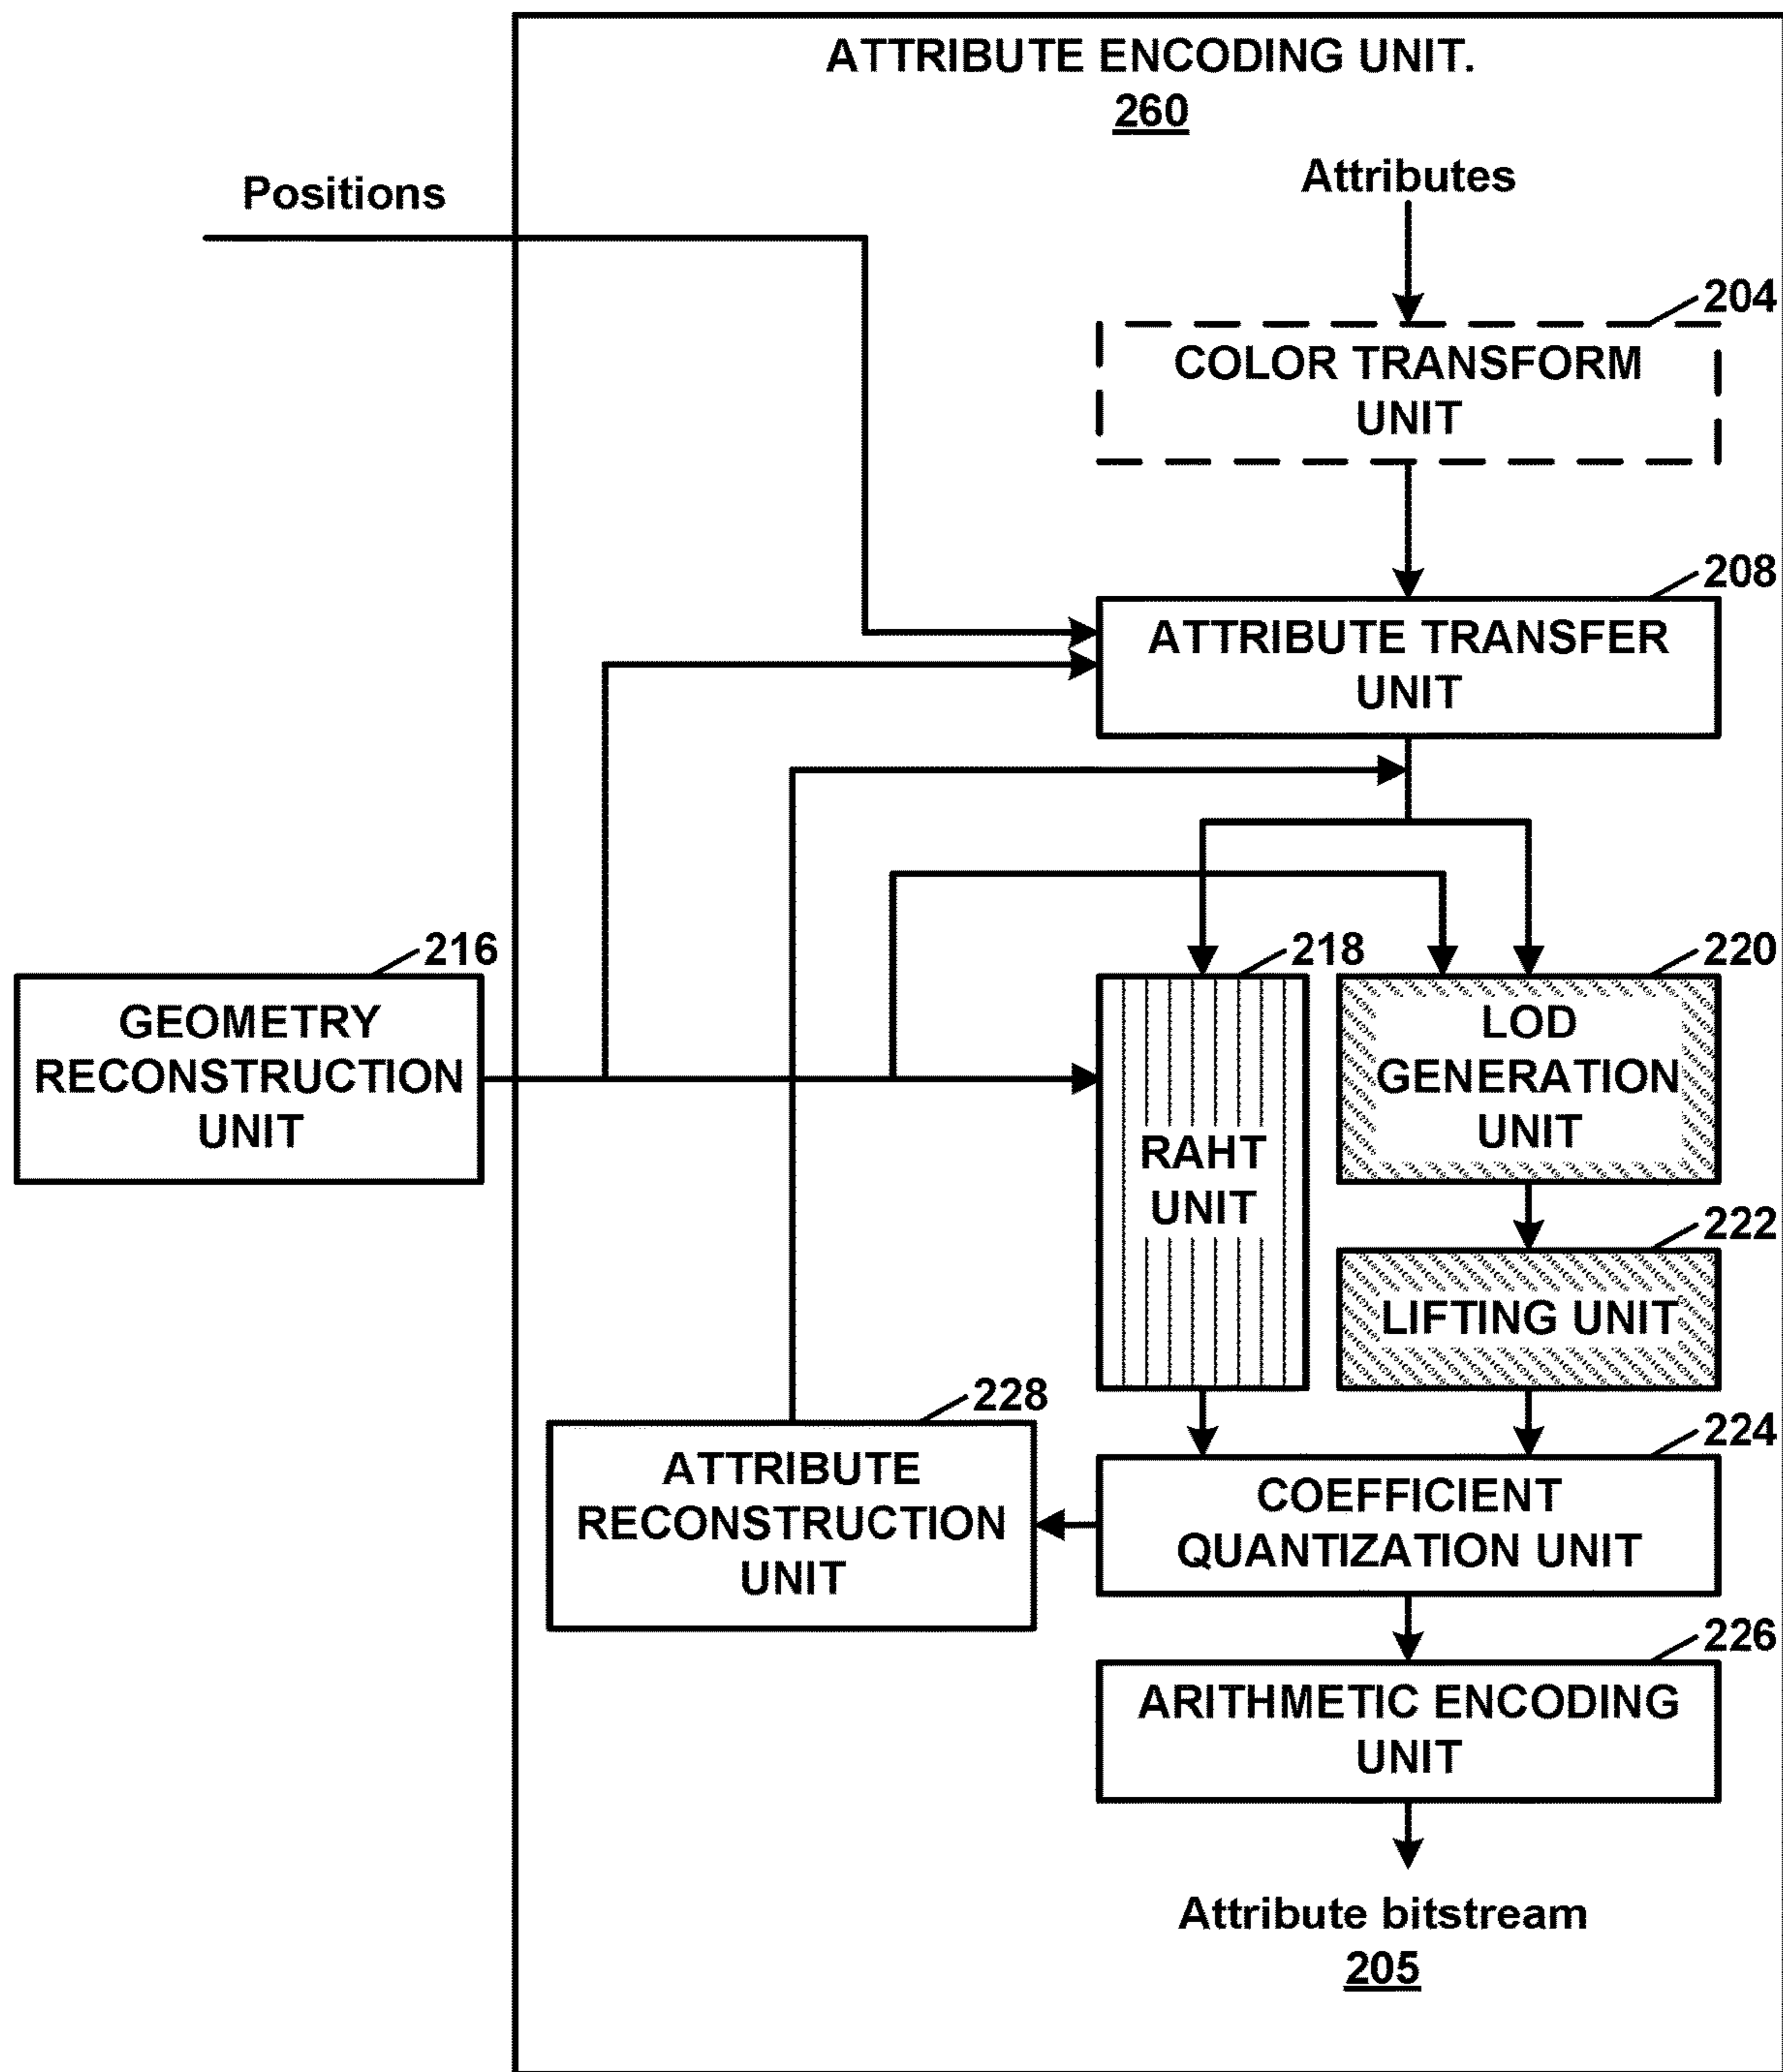 ATTRIBUTE ENCODING UNIT.
260
Positions
Attributes
204
COLOR TRANSFORM
UNIT
208
ATTRIBUTE TRANSFER
UNIT
216
GEOMETRY
RECONSTRUCTION
UNIT
218
RAHT
UNIT
220
LOD
GENERATION
UNIT
222
LIFTING UNIT
228
ATTRIBUTE
RECONSTRUCTION
UNIT
224
COEFFICIENT
QUANTIZATION UNIT
226
ARITHMETIC ENCODING
UNIT
Attribute bitstream
205